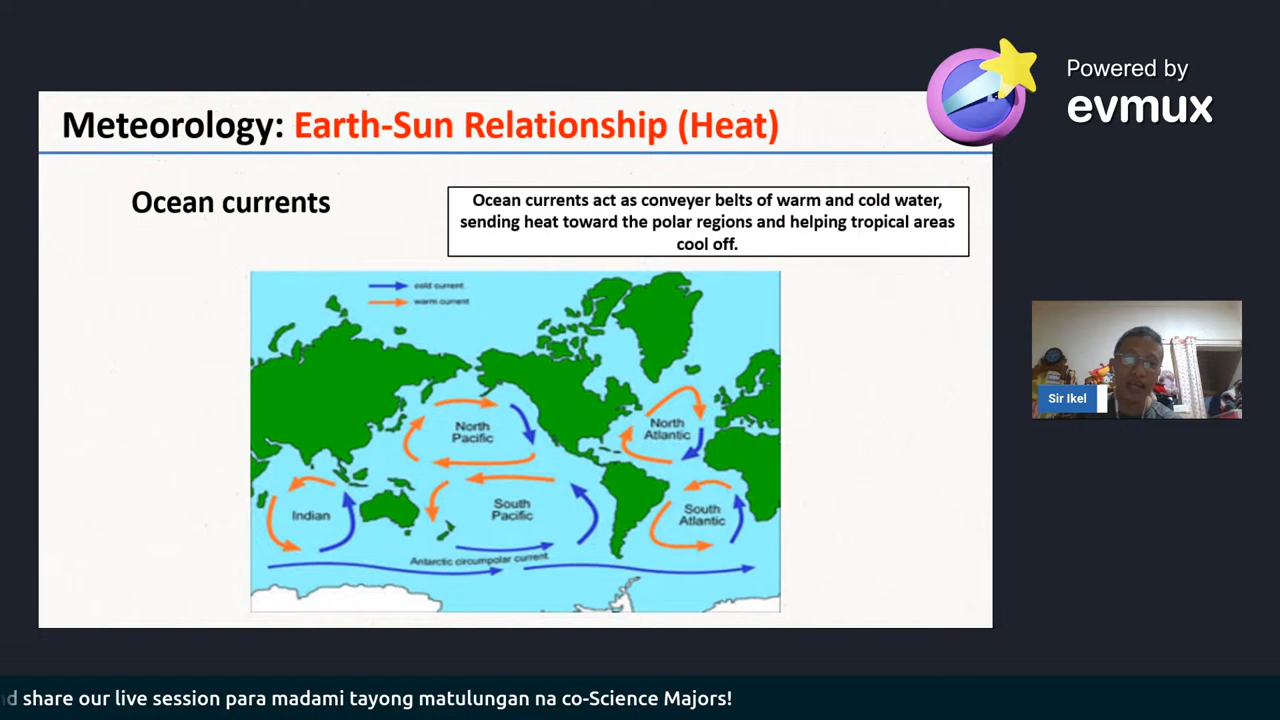 Powered by
evmux
Meteorology: Earth-Sun Relationship (Heat)
Ocean currents
Ocean currents act as conveyer belts of warm and cold water,
sending heat toward the polar regions and helping tropical areas
cool off.
cold current
warm current
North
Pacific
North
Atlantic
Indian
South
Pacific
South
Atlantic
Antarctic circumpolar current
Sir Ikel
share our live session para madami tayong matulungan na co-Science Majors!